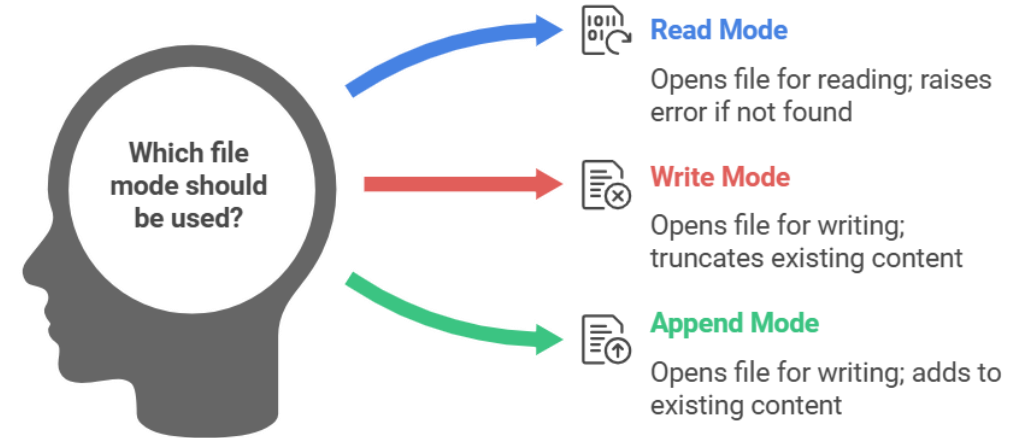 Which file
mode should
be used?
Read Mode
Opens file for reading; raises
error if not found
Write Mode
Opens file for writing;
truncates existing content
Append Mode
Opens file for writing; adds to
existing content